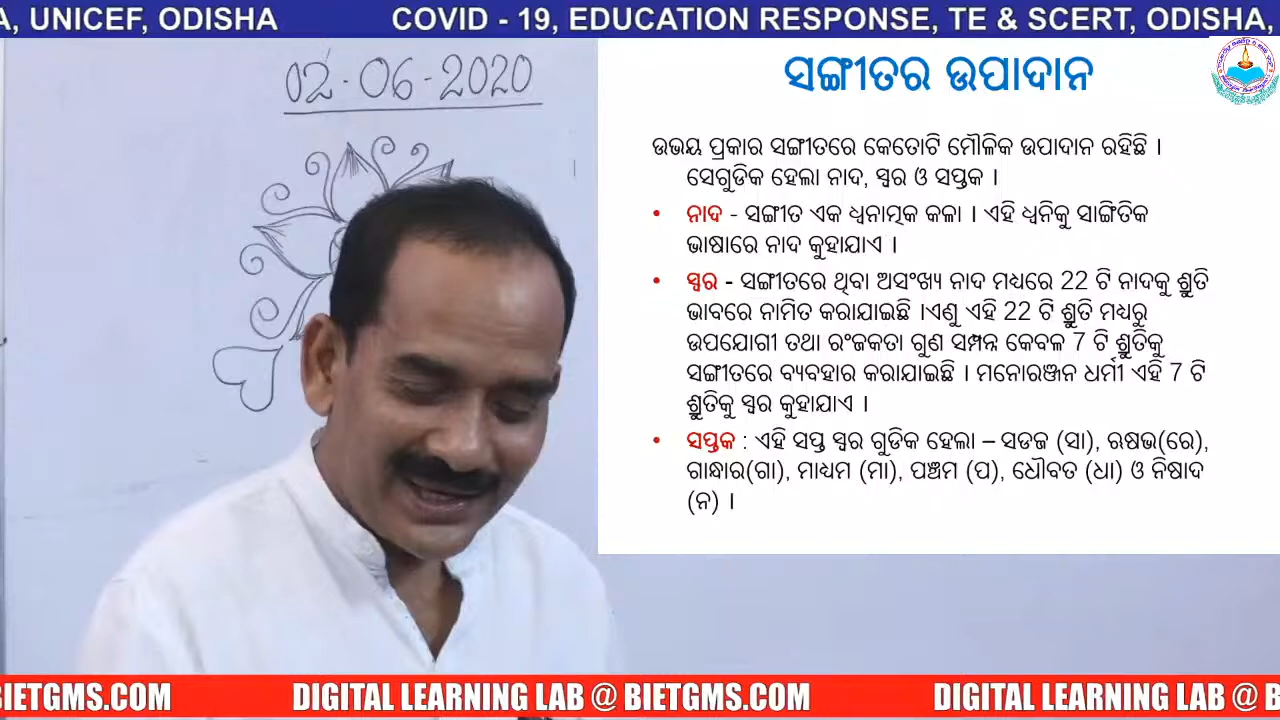 A, UNICEF, ODISHA COVID - 19, EDUCATION RESPONSE, TE & SCERT, ODISHA,
02-06-2020
ସଙ୍ଗୀତର ଉପାଦାନ
ଉଭୟ ପ୍ରକାର ସଙ୍ଗୀତରେ କେତୋଟି ମୌଳିକ ଉପାଦାନ ରହିଛି ।
ସେଗୁଡିକ ହେଲା ନାଦ, ସ୍ୱର ଓ ସପ୍ତକ ।
• ନାଦ - ସଙ୍ଗୀତ ଏକ ଧ୍ୱନାତ୍ମକ କଳା । ଏହି ଧ୍ୱନିକୁ ସାଙ୍ଗିତିକ
ଭାଷାରେ ନାଦ କୁହାଯାଏ ।
• ସ୍ୱର - ସଙ୍ଗୀତରେ ଥିବା ଅସଂଖ୍ୟ ନାଦ ମଧ୍ୟରେ 22 ଟି ନାଦକୁ ଶ୍ରୁତି
ଭାବରେ ନାମିତ କରାଯାଇଛି ।ଏଣୁ ଏହି 22 ଟି ଶ୍ରୁତି ମଧ୍ୟରୁ
ଉପଯୋଗୀ ତଥା ରଂଜକତା ଗୁଣ ସମ୍ପନ୍ନ କେବଳ 7 ଟି ଶ୍ରୁତିକୁ
ସଙ୍ଗୀତରେ ବ୍ୟବହାର କରାଯାଇଛି । ମନୋରଞ୍ଜନ ଧର୍ମୀ ଏହି 7 ଟି
ଶ୍ରୁତିକୁ ସ୍ୱର କୁହାଯାଏ ।
• ସପ୍ତକ : ଏହି ସପ୍ତ ସ୍ୱର ଗୁଡିକ ହେଲା – ସଡଜ (ସା), ଋଷଭ(ରେ),
ଗାନ୍ଧାର(ଗା), ମାଧ୍ୟମ (ମା), ପଞ୍ଚମ (ପ), ଧୌବତ (ଧା) ଓ ନିଷାଦ
(ନ) ।
BIETGMS.COM DIGITAL LEARNING LAB @ BIETGMS.COM DIGITAL LEARNING LAB @ B